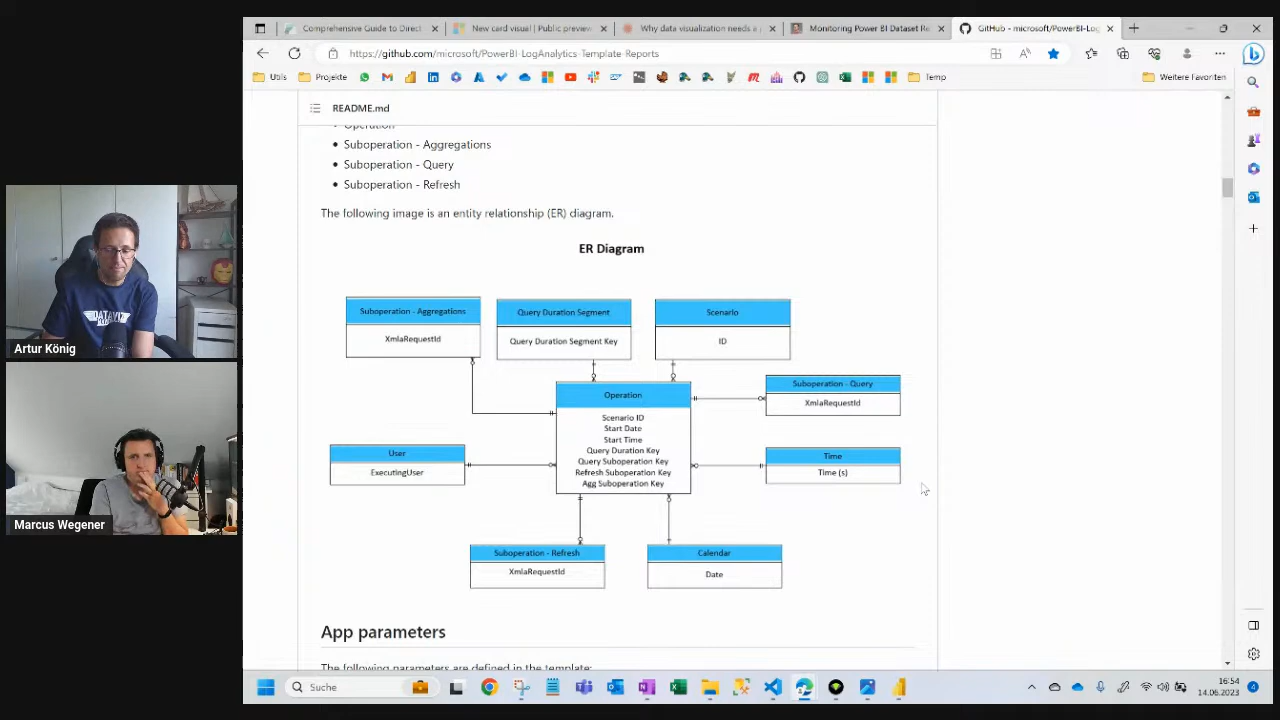 Comprehensive Guide to Direct
New card visual | Public preview
Why data visualization needs a p
Monitoring Power BI Dataset Re
GitHub - microsoft/PowerBI-Log
https://github.com/microsoft/PowerBI-LogAnalytics-Template-Reports
Utils
Projekte
Temp
Weitere Favoriten
README.md
Operation
Suboperation - Aggregations
Suboperation - Query
Suboperation - Refresh
The following image is an entity relationship (ER) diagram.
ER Diagram
Suboperation - Aggregations
XmlaRequestId
Query Duration Segment
Query Duration Segment Key
Scenario
ID
Suboperation - Query
XmlaRequestId
Operation
Scenario ID
Start Date
Start Time
Query Duration Key
Query Suboperation Key
Refresh Suboperation Key
Agg Suboperation Key
User
ExecutingUser
Time
Time (s)
Suboperation - Refresh
XmlaRequestId
Calendar
Date
App parameters
The following parameters are defined in the template:
DATAVIZ
Artur König
Marcus Wegener
Suche
16:54
14.06.2023